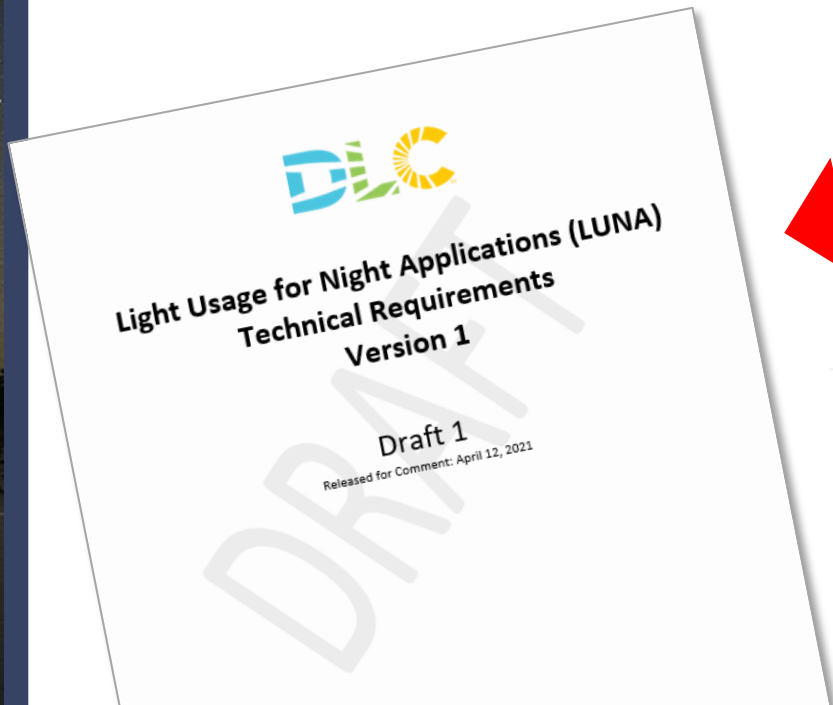 DLC
Light Usage for Night Applications (LUNA)
Technical Requirements
Version 1
Draft 1
Released for Comment: April 12, 2021
DRAFT